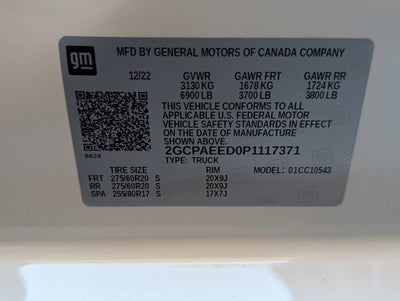 gm
MFD BY GENERAL MOTORS OF CANADA COMPANY
12/22 GVWR GAWR FRT GAWR RR
3130 KG 1678 KG 1724 KG
6900 LB 3700 LB 3800 LB
THIS VEHICLE CONFORMS TO ALL
APPLICABLE U.S. FEDERAL MOTOR
VEHICLE SAFETY STANDARDS IN EFFECT
ON THE DATE OF MANUFACTURE
SHOWN ABOVE.
8624
2GCPAEED0P1117371
TYPE: TRUCK
TIRE SIZE RIM MODEL: 01CC10543
FRT 275/60R20 S 20X9J
RR 275/60R20 S 20X9J
SPA 255/80R17 S 17X7J